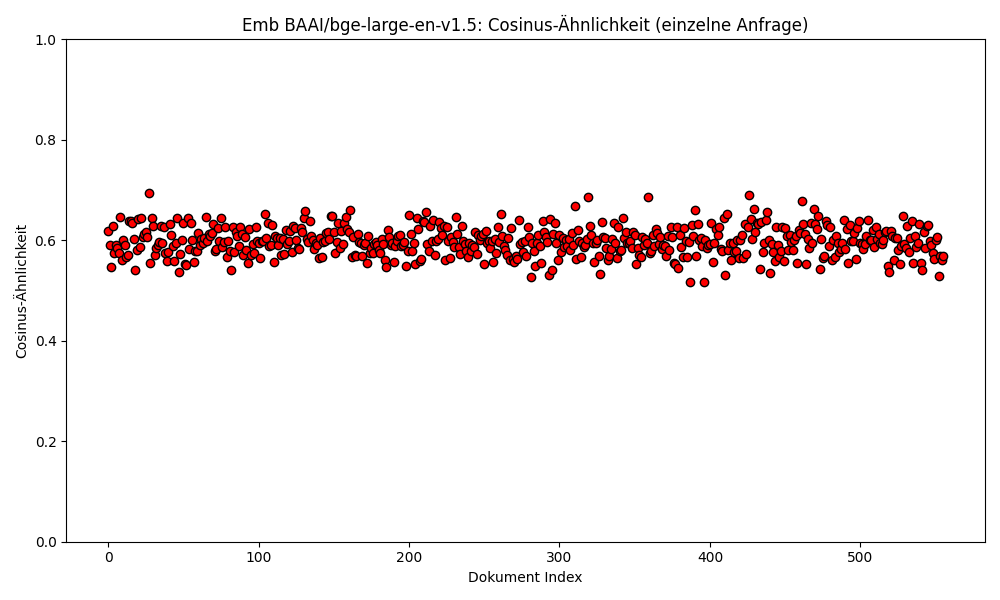 Emb BAAI/bge-large-en-v1.5: Cosinus-Ähnlichkeit (einzelne Anfrage)
1.0
0.8
0.6
0.4
0.2
0.0
Cosinus-Ähnlichkeit
0 100 200 300 400 500
Dokument Index